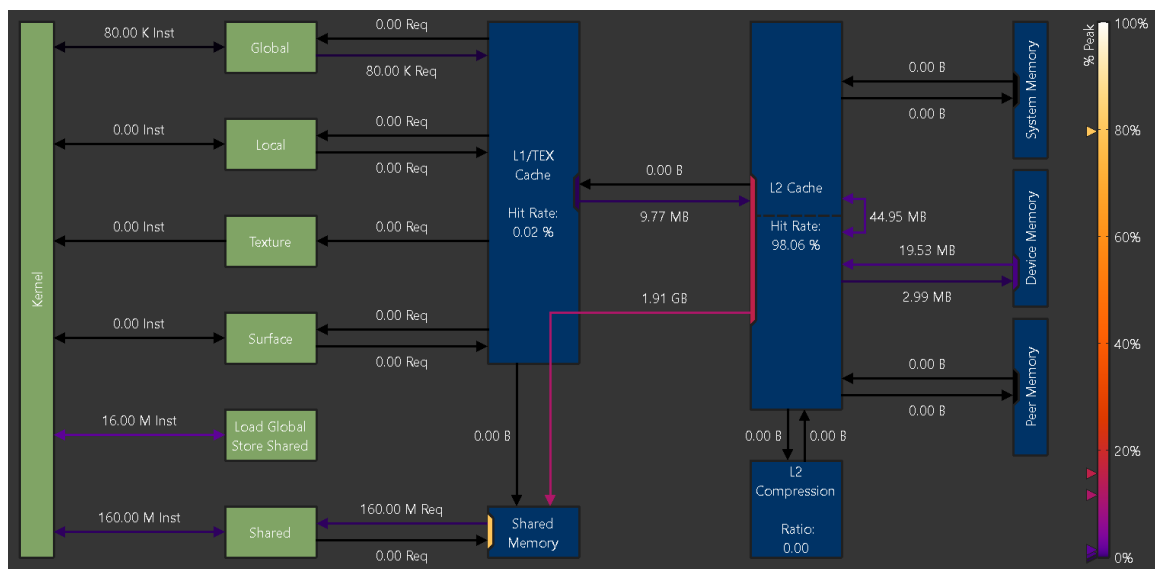 Kernel
80.00 K Inst
0.00 Inst
0.00 Inst
0.00 Inst
16.00 M Inst
160.00 M Inst
Global
Local
Texture
Surface
Load Global
Store Shared
Shared
0.00 Req
80.00 K Req
0.00 Req
0.00 Req
0.00 Req
0.00 Req
0.00 Req
160.00 M Req
0.00 Req
L1/TEX
Cache
Hit Rate:
0.02 %
0.00 B
Shared
Memory
0.00 B
9.77 MB
1.91 GB
L2 Cache
Hit Rate:
98.06 %
44.95 MB
0.00 B
0.00 B
L2
Compression
Ratio:
0.00
0.00 B
0.00 B
19.53 MB
2.99 MB
0.00 B
0.00 B
System Memory
Device Memory
Peer Memory
% Peak
100%
80%
60%
40%
20%
0%